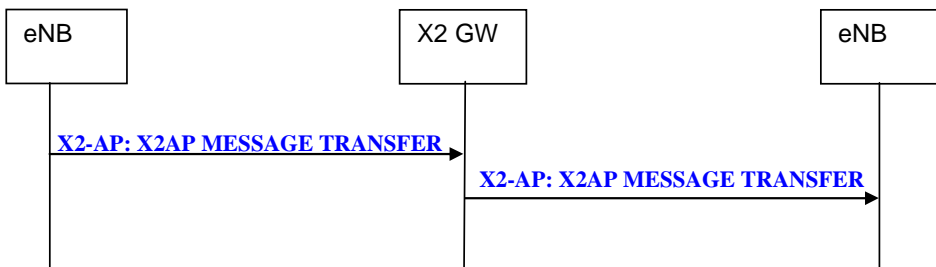 eNB
X2 GW
eNB
X2-AP: X2AP MESSAGE TRANSFER
X2-AP: X2AP MESSAGE TRANSFER